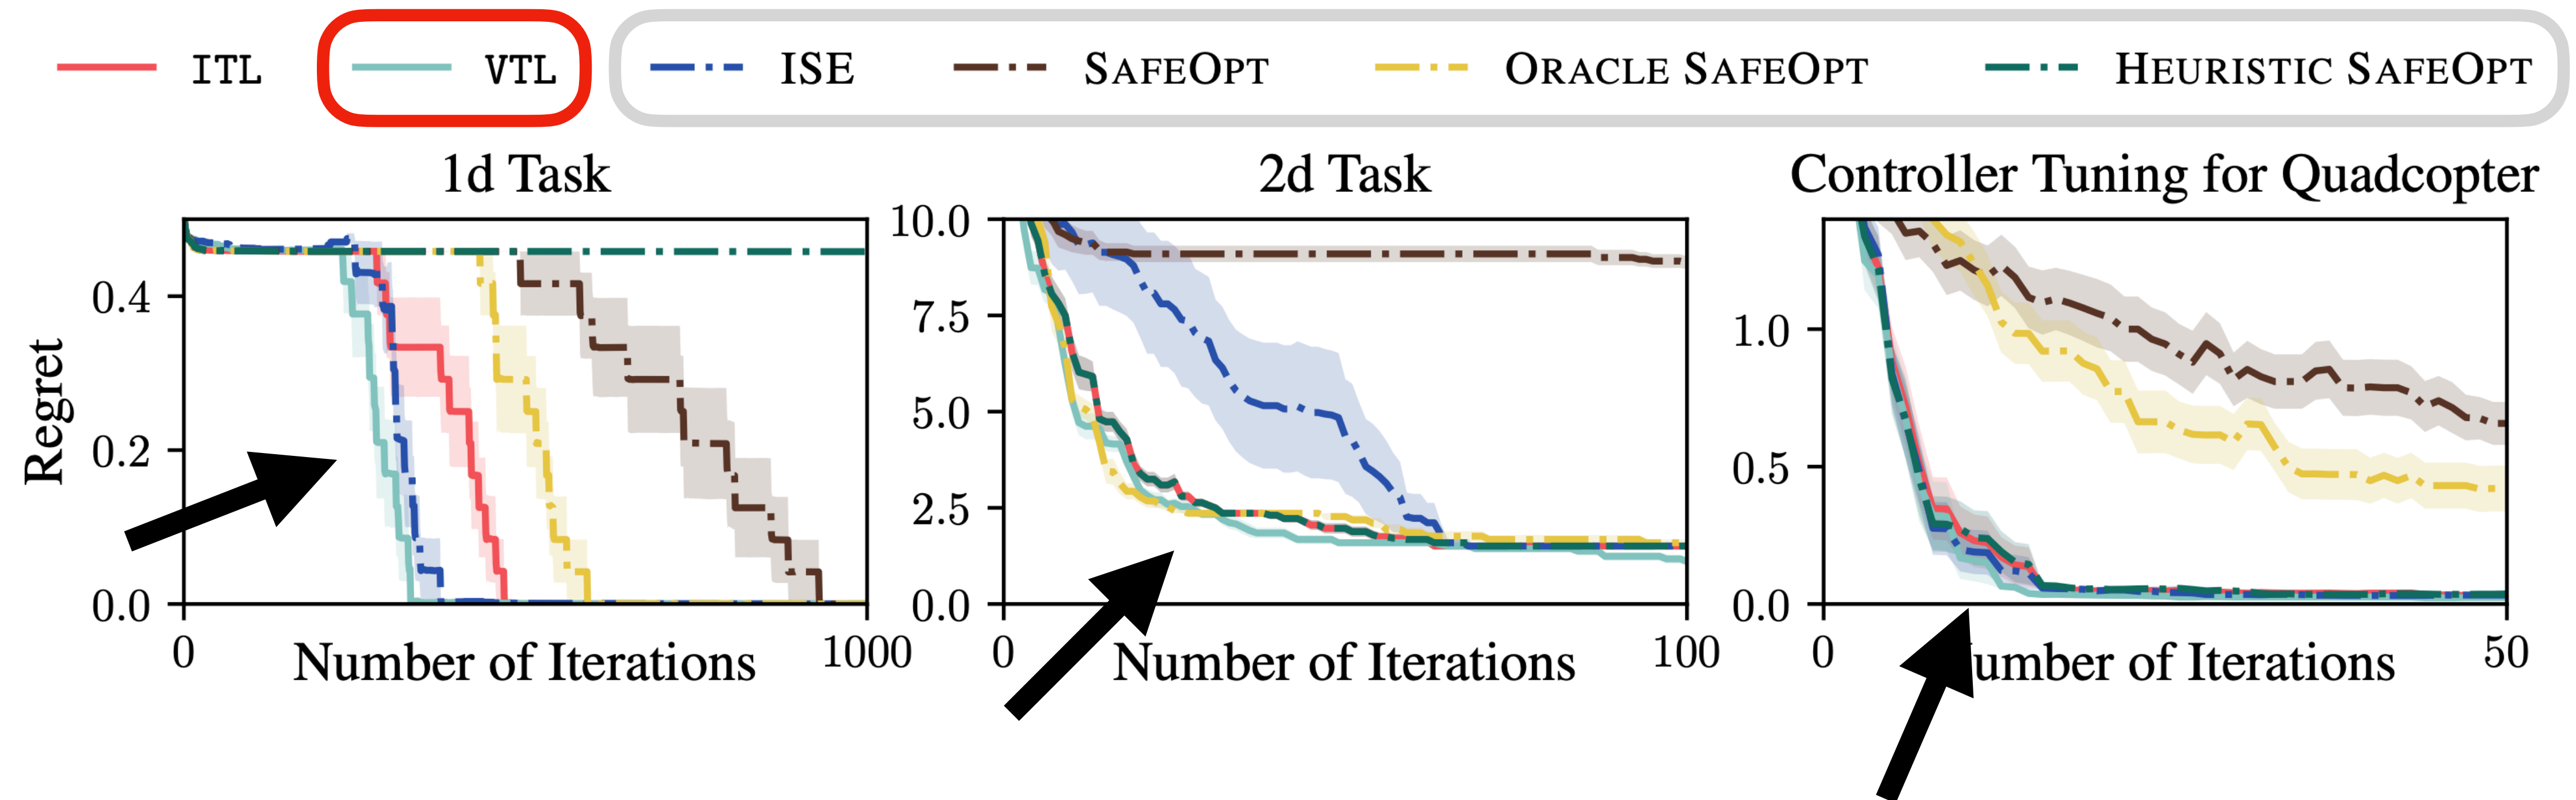 ITL VTL ISE SAFEOPT ORACLE SAFEOPT HEURISTIC SAFEOPT
1d Task
Regret
0.4
0.2
0.0
0 1000
Number of Iterations
2d Task
10.0
7.5
5.0
2.5
0.0
0 100
Number of Iterations
Controller Tuning for Quadcopter
1.0
0.5
0.0
0 50
umber of Iterations